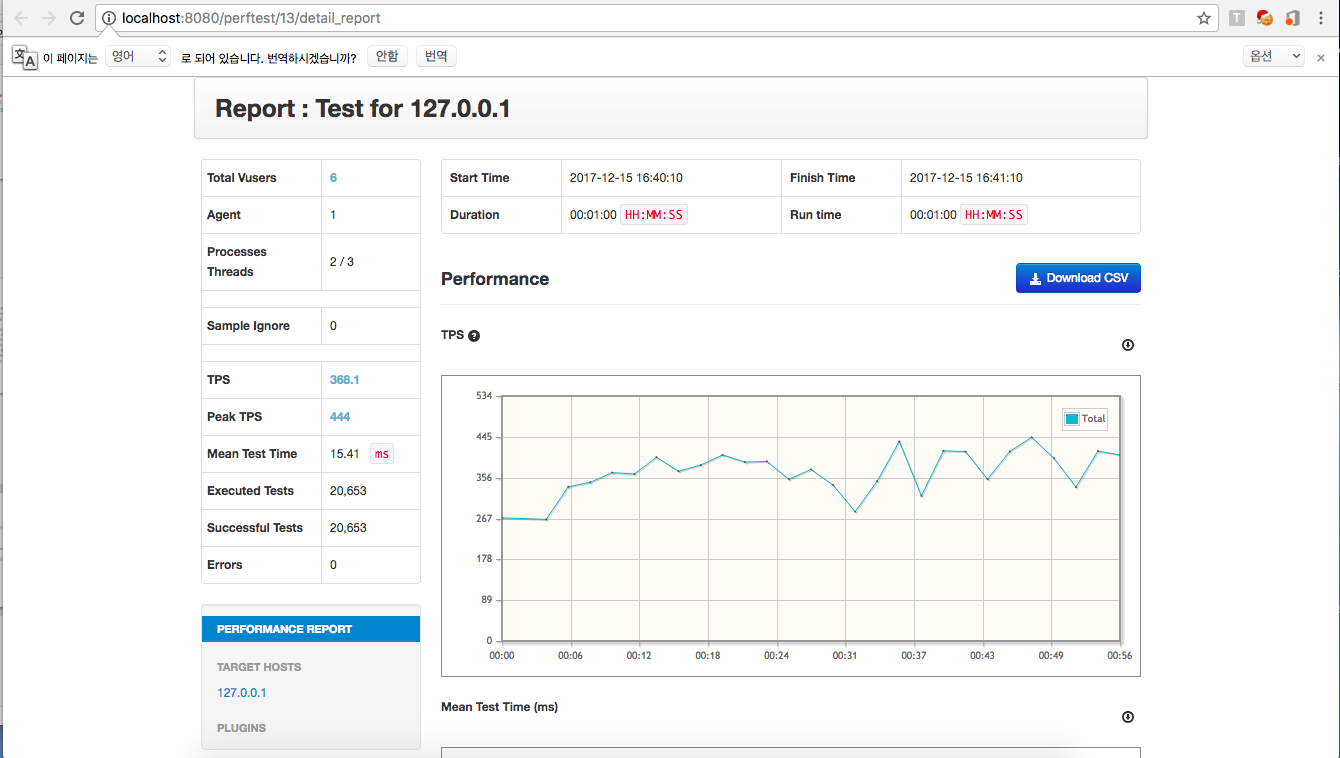 localhost:8080/perftest/13/detail_report
이 페이지는 영어 로 되어 있습니다. 번역하시겠습니까? 안함 번역 옵션
Report : Test for 127.0.0.1
Total Vusers 6
Agent 1
Processes
Threads
2 / 3
Sample Ignore 0
TPS 368.1
Peak TPS 444
Mean Test Time 15.41 ms
Executed Tests 20,653
Successful Tests 20,653
Errors 0
PERFORMANCE REPORT
TARGET HOSTS
127.0.0.1
PLUGINS
Start Time 2017-12-15 16:40:10 Finish Time 2017-12-15 16:41:10
Duration 00:01:00 HH:MM:SS Run time 00:01:00 HH:MM:SS
Performance Download CSV
TPS ?
534
445
356
267
178
89
0
Total
00:00 00:06 00:12 00:18 00:24 00:31 00:37 00:43 00:49 00:56
Mean Test Time (ms)